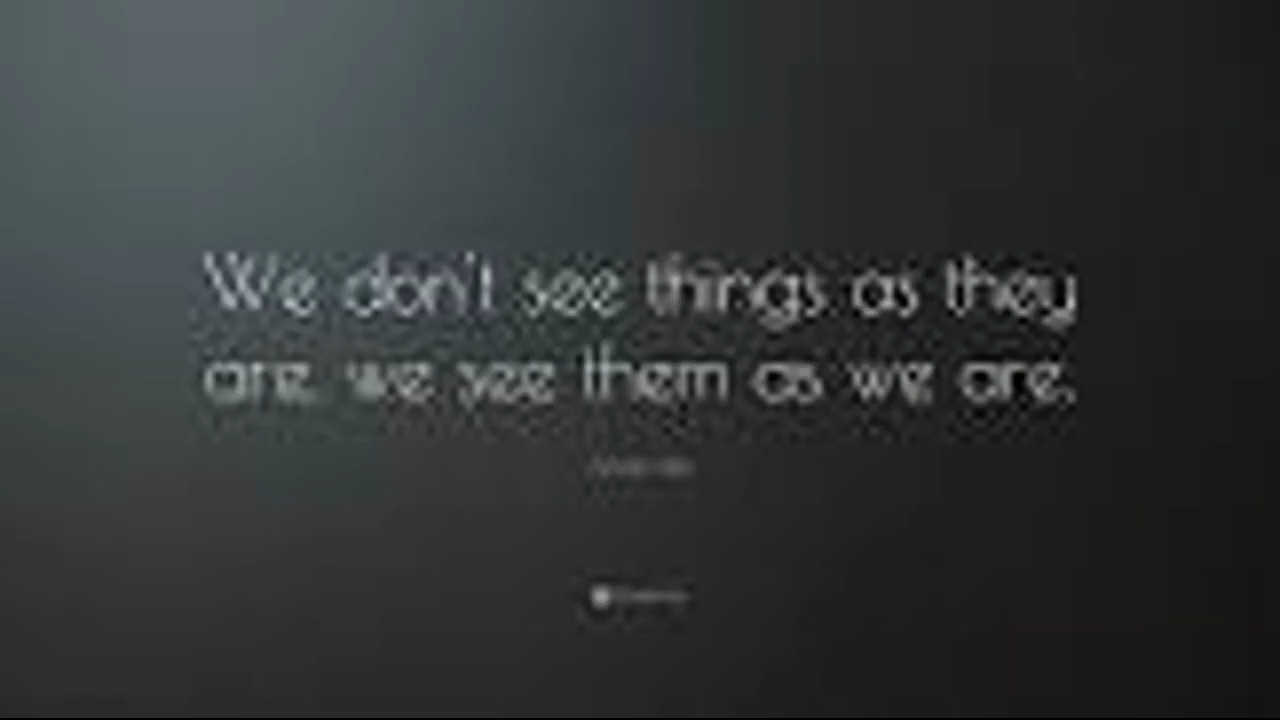 We don't see things as they
are, we see them as we are.